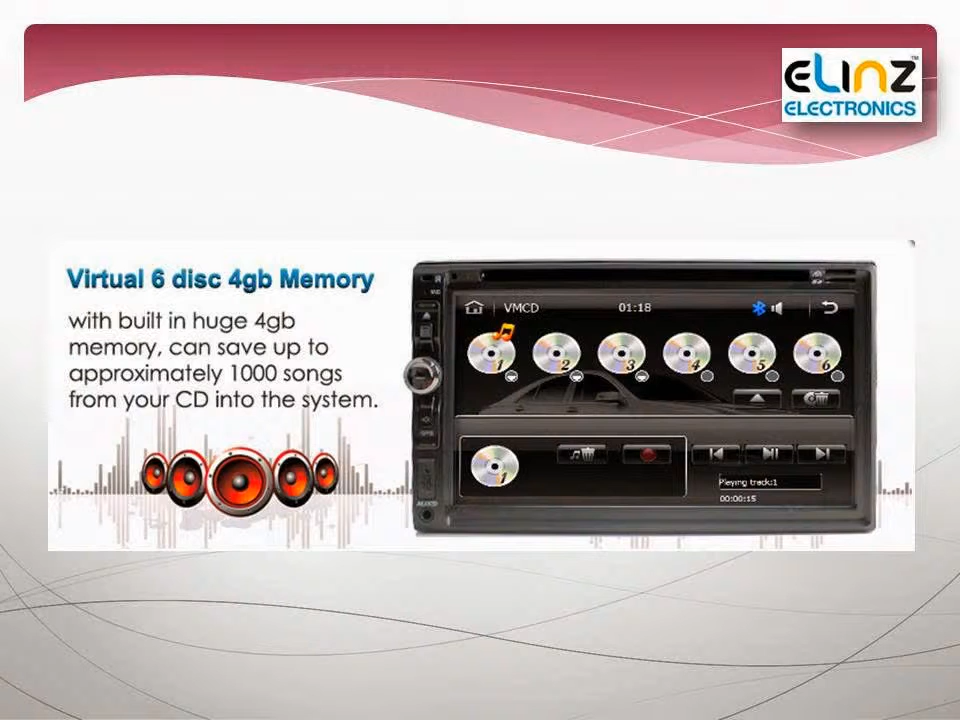 eLINZ™
ELECTRONICS
Virtual 6 disc 4gb Memory
with built in huge 4gb
memory, can save up to
approximately 1000 songs
from your CD into the system.
VMCD 01:18
1 2 3 4 5 6
1
Playing track:1
00:00:15